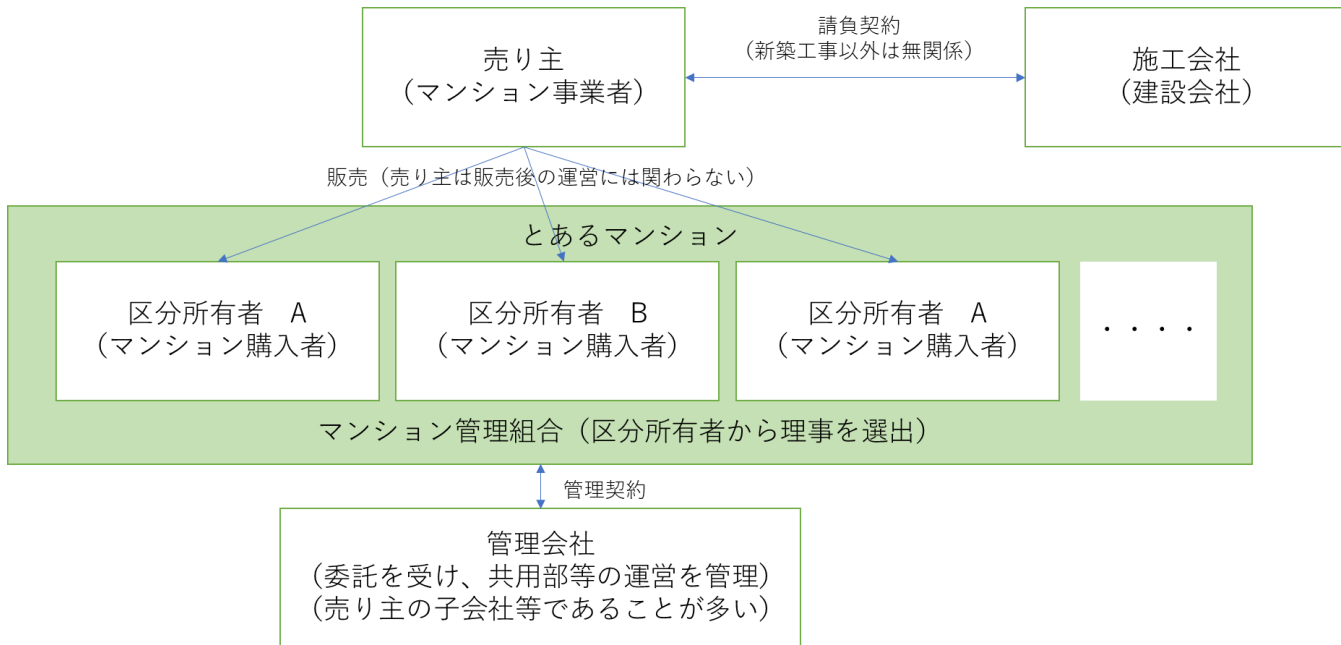 売り主
（マンション事業者）
請負契約
（新築工事以外は無関係）
施工会社
（建設会社）
販売（売り主は販売後の運営には関わらない）
とあるマンション
区分所有者　A
（マンション購入者）
区分所有者　B
（マンション購入者）
区分所有者　A
（マンション購入者）
・・・・
マンション管理組合（区分所有者から理事を選出）
管理契約
管理会社
（委託を受け、共用部等の運営を管理）
（売り主の子会社等であることが多い）